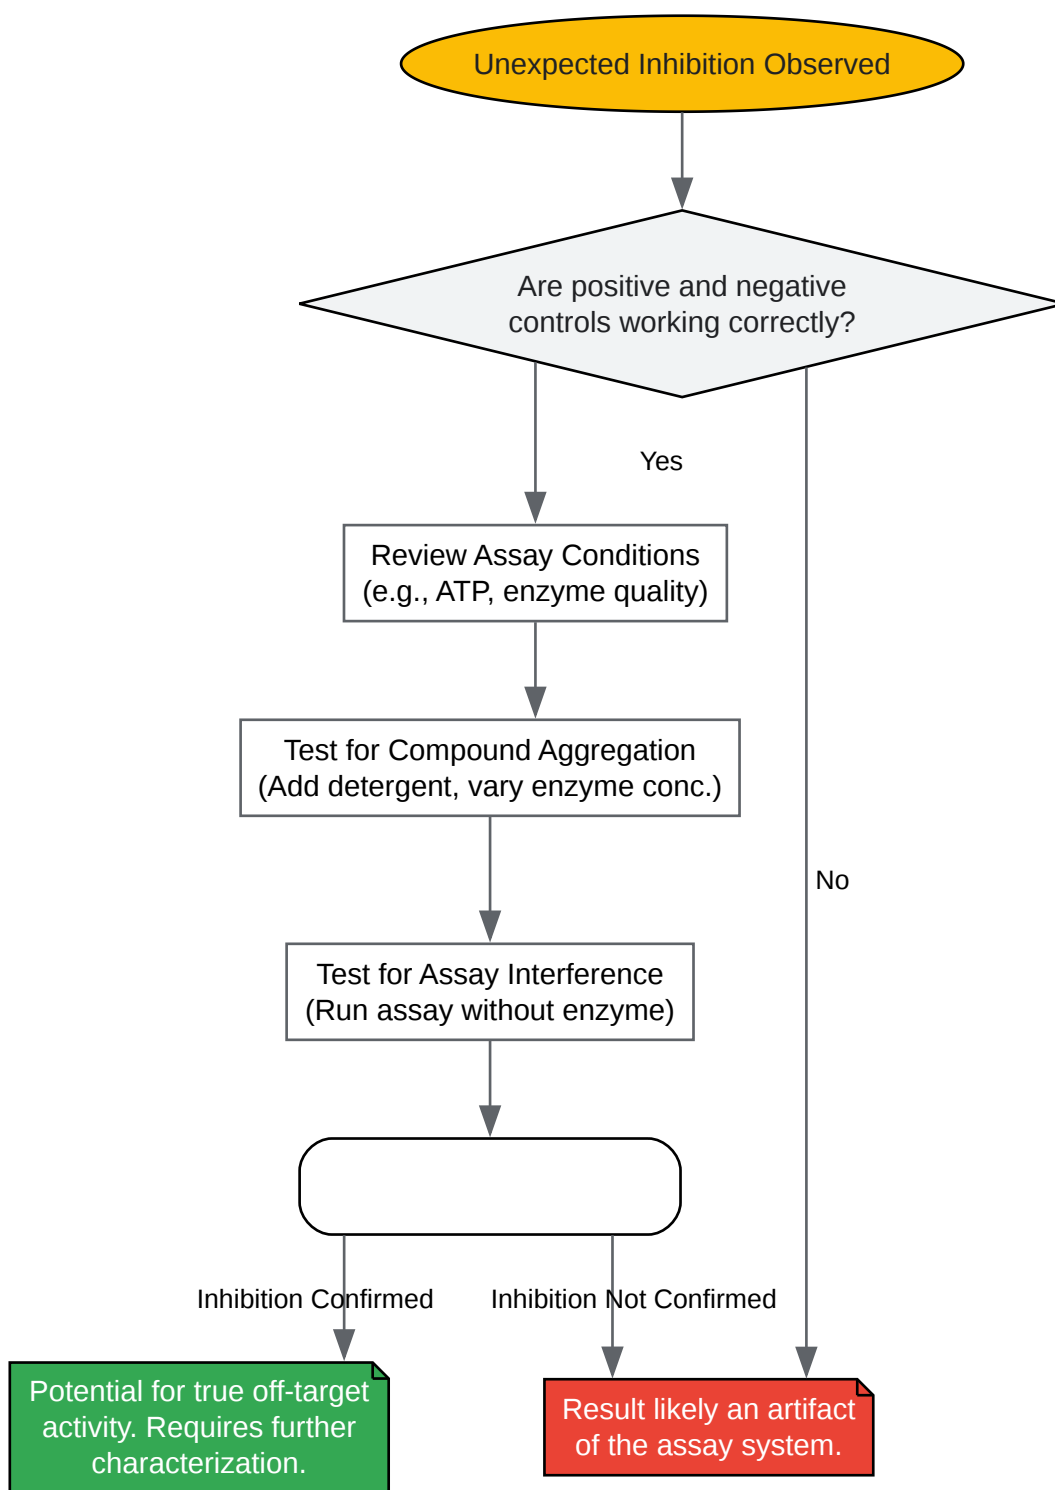 Unexpected Inhibition Observed
Are positive and negative
controls working correctly?
Yes
Review Assay Conditions
(e.g., ATP, enzyme quality)
Test for Compound Aggregation
(Add detergent, vary enzyme conc.)
No
Test for Assay Interference
(Run assay without enzyme)
Inhibition Confirmed
Inhibition Not Confirmed
Potential for true off-target
activity. Requires further
characterization.
Result likely an artifact
of the assay system.